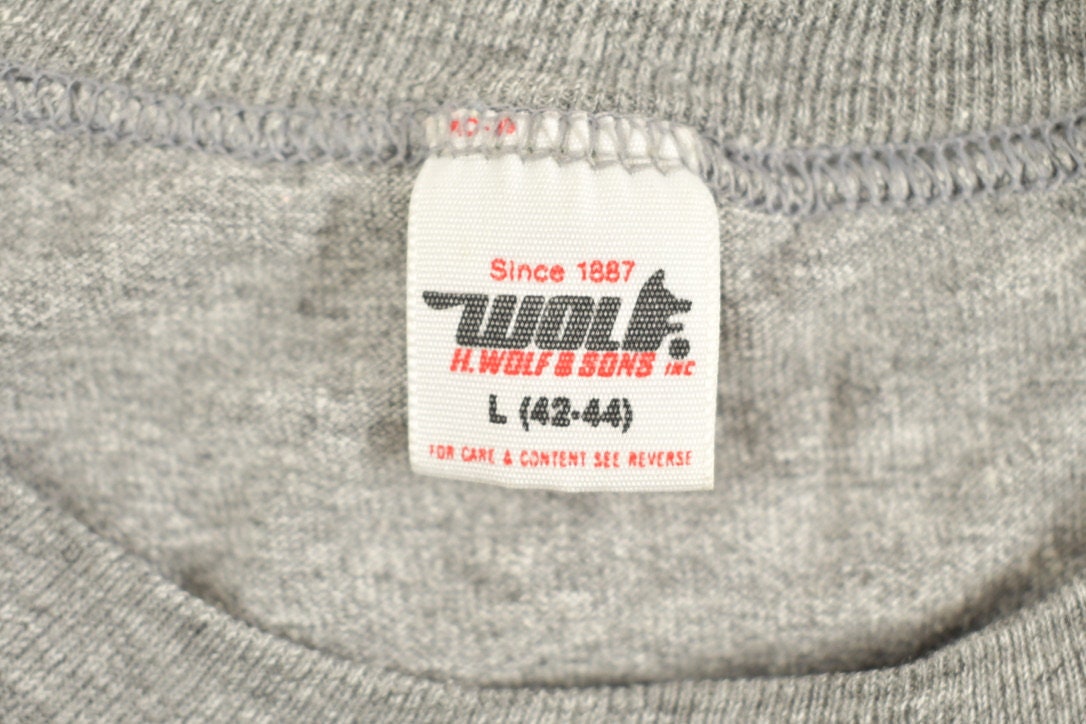 Since 1887
WOLF
H. WOLF & SONS INC
L (42-44)
FOR CARE & CONTENT SEE REVERSE